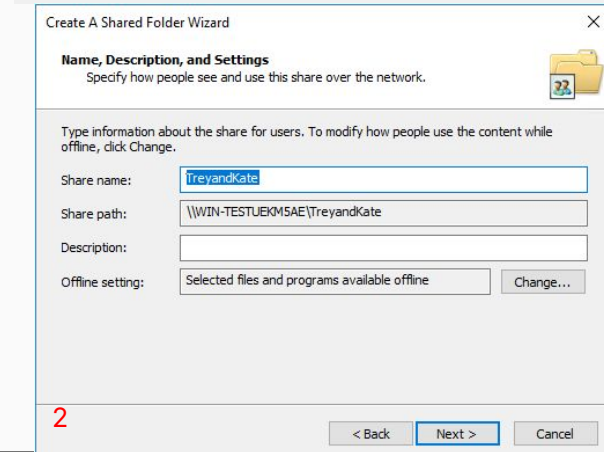 Create A Shared Folder Wizard
Name, Description, and Settings
Specify how people see and use this share over the network.
Type information about the share for users. To modify how people use the content while
offline, click Change.
Share name: TreyandKate
Share path: \\WIN-TESTUEKM5AE\TreyandKate
Description:
Offline setting: Selected files and programs available offline Change...
2
< Back Next > Cancel